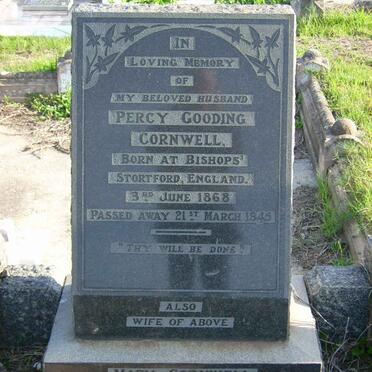 IN
LOVING MEMORY
OF
MY BELOVED HUSBAND
PERCY GOODING
CORNWELL,
BORN AT BISHOPS'
STORTFORD, ENGLAND.
3RD JUNE 1868
PASSED AWAY 21ST MARCH 1945
"THY WILL BE DONE"
ALSO
WIFE OF ABOVE
CORNWELL